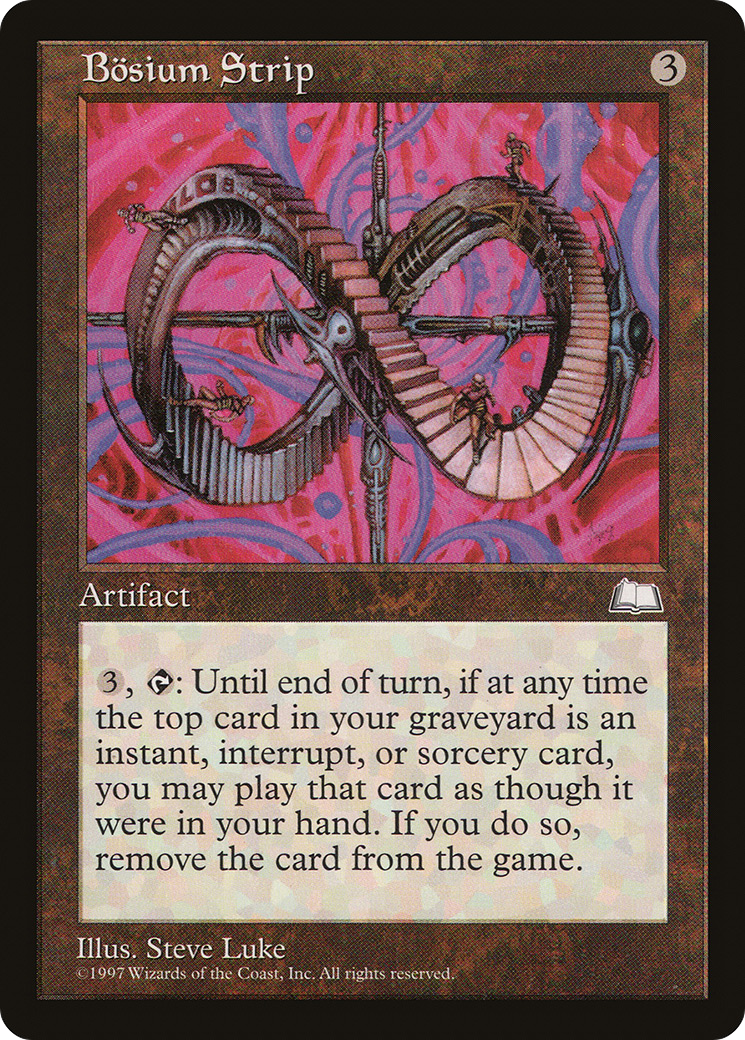 Bösium Strip 3
Artifact
3, : Until end of turn, if at any time
the top card in your graveyard is an
instant, interrupt, or sorcery card,
you may play that card as though it
were in your hand. If you do so,
remove the card from the game.
Illus. Steve Luke
©1997 Wizards of the Coast, Inc. All rights reserved.